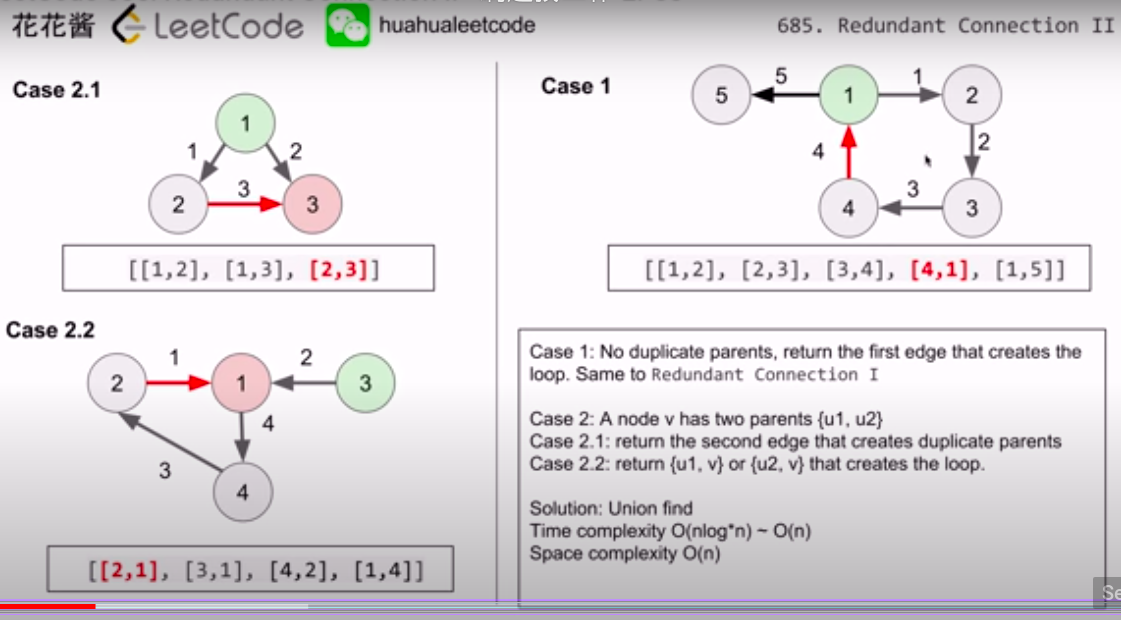 花花酱 LeetCode huahualeetcode 685. Redundant Connection II
Case 2.1
1
1 2
2 3 3
[[1,2], [1,3], [2,3]]
Case 2.2
1 2
2 1 3
4
3
4
[[2,1], [3,1], [4,2], [1,4]]
Case 1
5 1
5 1 2
4 2
3
4 3
[[1,2], [2,3], [3,4], [4,1], [1,5]]
Case 1: No duplicate parents, return the first edge that creates the
loop. Same to Redundant Connection I
Case 2: A node v has two parents {u1, u2}
Case 2.1: return the second edge that creates duplicate parents
Case 2.2: return {u1, v} or {u2, v} that creates the loop.
Solution: Union find
Time complexity O(nlog*n) ~ O(n)
Space complexity O(n)
Se